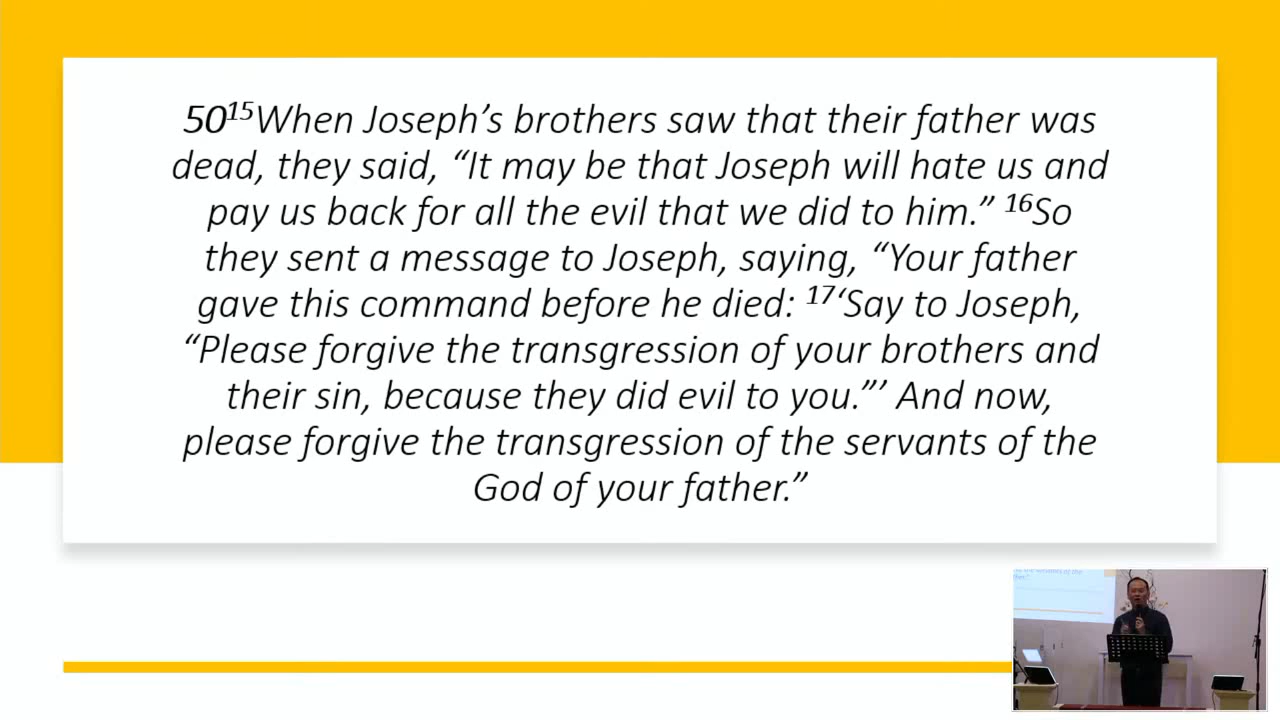 50¹⁵When Joseph’s brothers saw that their father was
dead, they said, “It may be that Joseph will hate us and
pay us back for all the evil that we did to him.” ¹⁶So
they sent a message to Joseph, saying, “Your father
gave this command before he died: ¹⁷‘Say to Joseph,
“Please forgive the transgression of your brothers and
their sin, because they did evil to you.”’ And now,
please forgive the transgression of the servants of the
God of your father.”
the servants of the